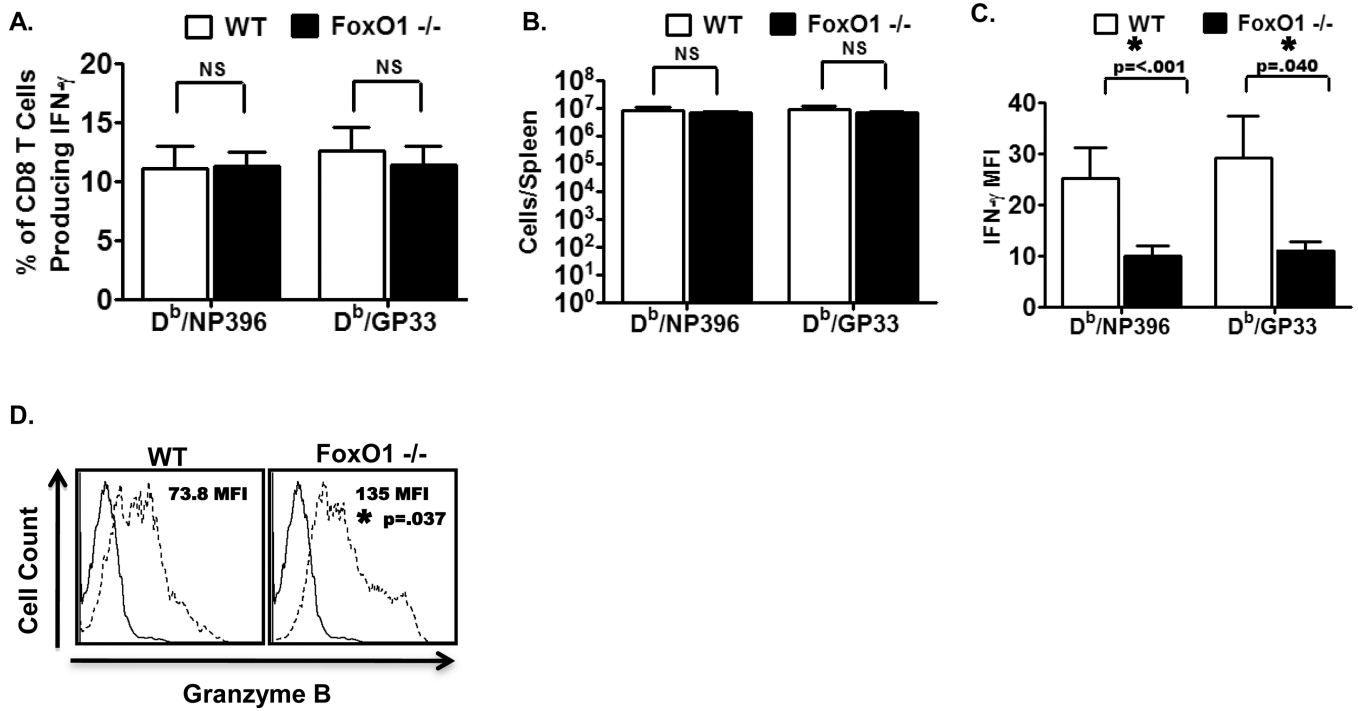 A.
WT FoxO1 -/-
% of CD8 T Cells
Producing IFN-γ
20
15
10
5
0
NS
NS
Dᵇ/NP396
Dᵇ/GP33
B.
WT FoxO1 -/-
Cells/Spleen
10⁸
10⁷
10⁶
10⁵
10⁴
10³
10²
10¹
10⁰
NS
NS
Dᵇ/NP396
Dᵇ/GP33
C.
WT FoxO1 -/-
* *
p=<.001 p=.040
IFN-γ MFI
40
30
20
10
0
Dᵇ/NP396
Dᵇ/GP33
D.
WT
FoxO1 -/-
73.8 MFI
135 MFI
* p=.037
Cell Count
Granzyme B